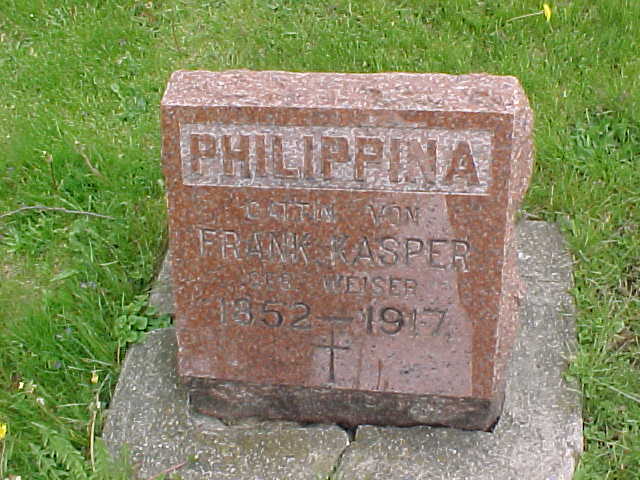 PHILIPPINA
GATTIN VON
FRANK KASPER
GEB. WEISER
1852–1917